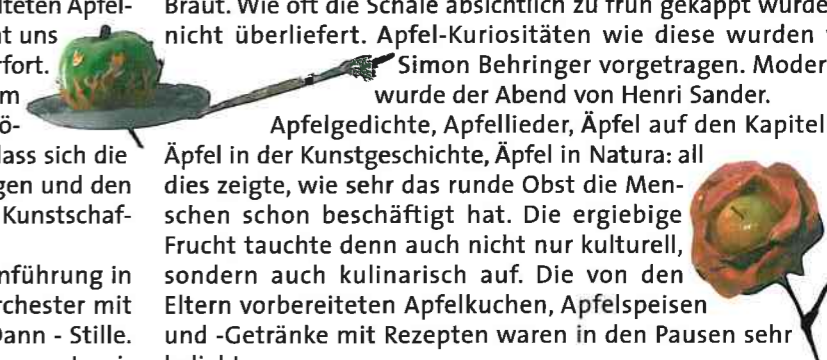 lteten Apfel-
at uns
fort.
m
ö-
lass sich die
gen und den
Kunstschaf-
nführung in
rchester mit
Dann - Stille.
Braut. Wie oft die Schale absichtlich zu früh gekappt wurde
nicht überliefert. Apfel-Kuriositäten wie diese wurden
Simon Behringer vorgetragen. Moder
wurde der Abend von Henri Sander.
Apfelgedichte, Apfellieder, Äpfel auf den Kapitel
Äpfel in der Kunstgeschichte, Äpfel in Natura: all
dies zeigte, wie sehr das runde Obst die Men-
schen schon beschäftigt hat. Die ergiebige
Frucht tauchte denn auch nicht nur kulturell,
sondern auch kulinarisch auf. Die von den
Eltern vorbereiteten Apfelkuchen, Apfelspeisen
und -Getränke mit Rezepten waren in den Pausen sehr